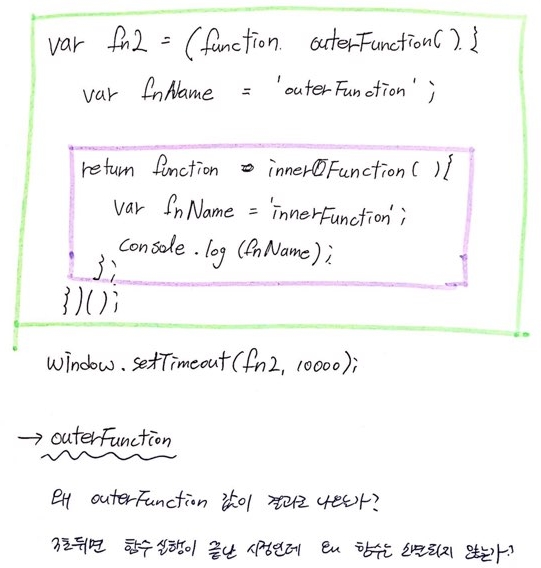 var fn2 = (function outerFunction() {
var fnName = 'outerFunction';
return function innerFunction( ){
var fnName = 'innerFunction';
console.log (fnName);
};
})();
window.setTimeout(fn2, 10000);
→ outerFunction
왜 outerFunction 값이 결과로 나오는가?
3초뒤면 함수 실행이 끝난 시점인데 왜 함수는 소멸되지 않는가?